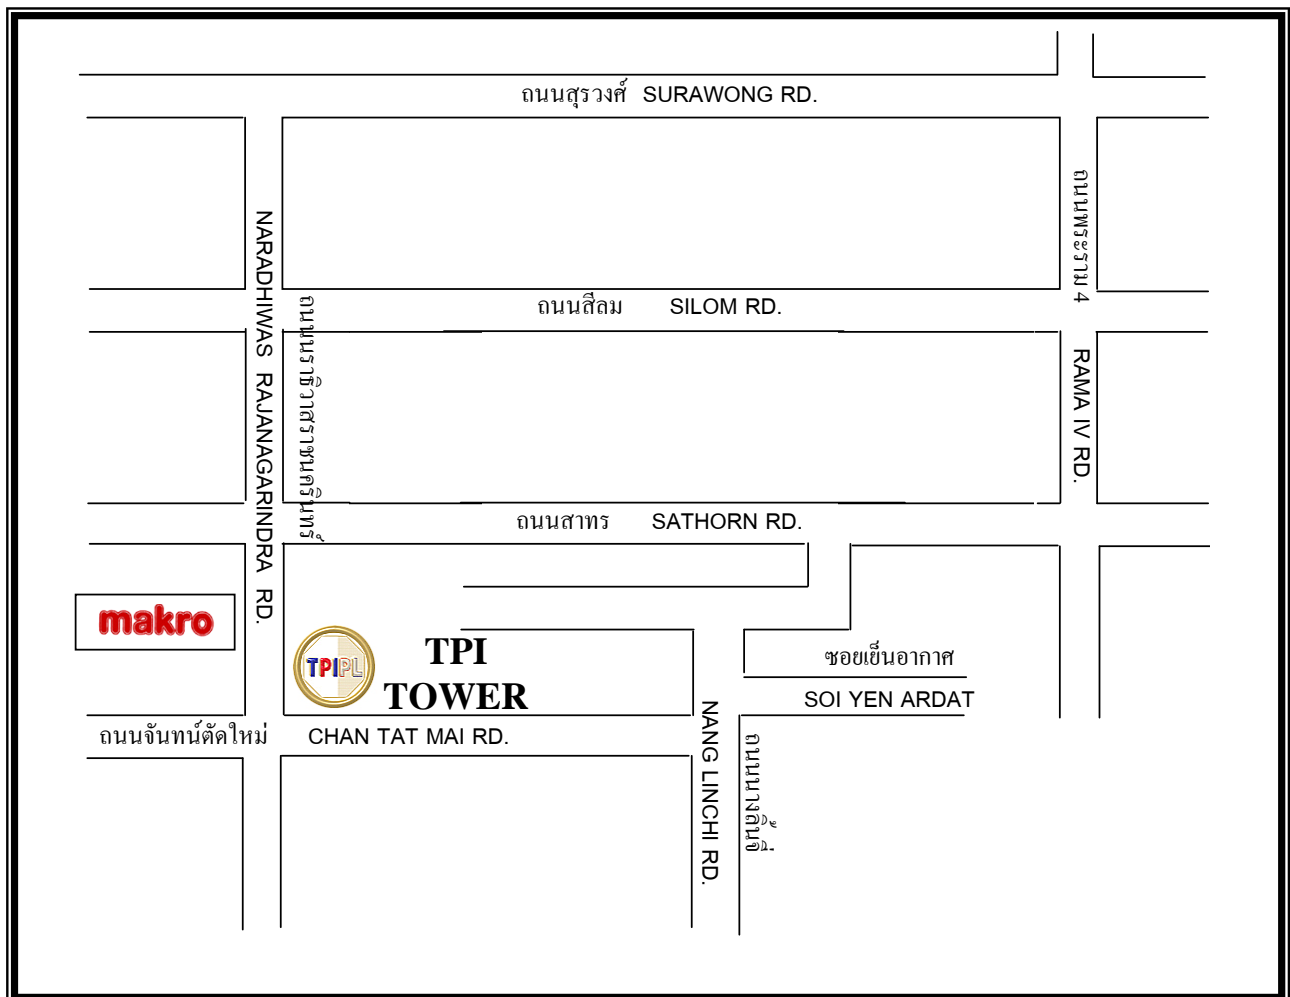 ถนนสุรวงศ์ SURAWONG RD.
ถนนพระราม 4
RAMA IV RD.
NARADHIWAS RAJANAGARINDRA RD.
ถนนนราธิวาสราชนครินทร์
ถนนสีลม SILOM RD.
ถนนสาทร SATHORN RD.
makro
TPIPL
TPI
TOWER
ซอยเย็นอากาศ
SOI YEN ARDAT
ถนนจันทน์ตัดใหม่ CHAN TAT MAI RD.
NANG LINCHI RD.
ถนนนางลิ้นจี่